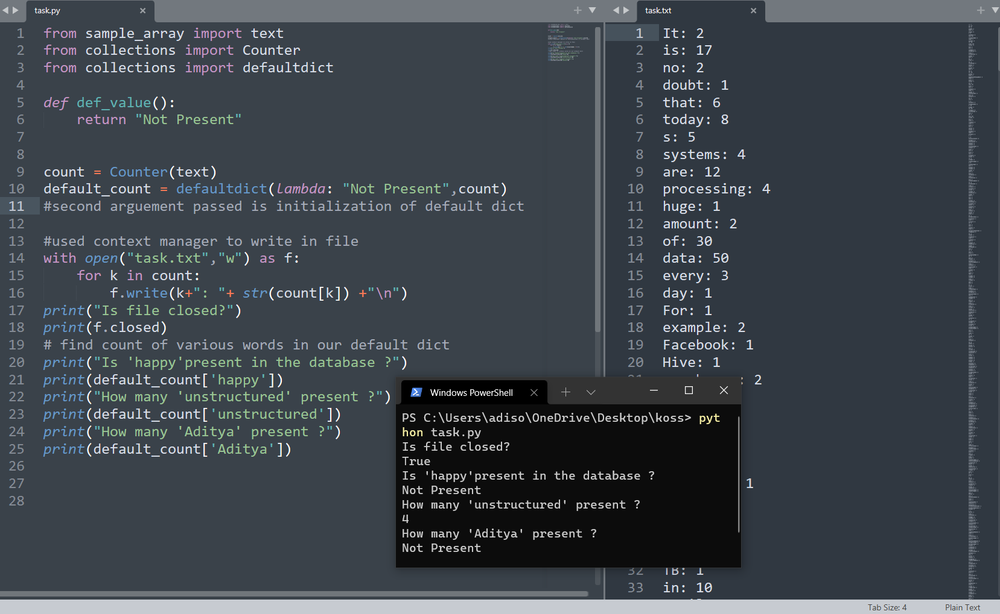 task.py
1 from sample_array import text
2 from collections import Counter
3 from collections import defaultdict
4
5 def def_value():
6     return "Not Present"
7
8
9 count = Counter(text)
10 default_count = defaultdict(lambda: "Not Present",count)
11 #second arguement passed is initialization of default dict
12
13 #used context manager to write in file
14 with open("task.txt","w") as f:
15     for k in count:
16         f.write(k+": "+ str(count[k]) +"\n")
17 print("Is file closed?")
18 print(f.closed)
19 # find count of various words in our default dict
20 print("Is 'happy'present in the database ?")
21 print(default_count['happy'])
22 print("How many 'unstructured' present ?")
23 print(default_count['unstructured'])
24 print("How many 'Aditya' present ?")
25 print(default_count['Aditya'])
26
27
28
task.txt
1 It: 2
2 is: 17
3 no: 2
4 doubt: 1
5 that: 6
6 today: 8
7 s: 5
8 systems: 4
9 are: 12
10 processing: 4
11 huge: 1
12 amount: 2
13 of: 30
14 data: 50
15 every: 3
16 day: 1
17 For: 1
18 example: 2
19 Facebook: 1
20 Hive: 1
: 2
1
32 TB: 1
33 in: 10
Windows PowerShell
PS C:\Users\adiso\OneDrive\Desktop\koss> pyt
hon task.py
Is file closed?
True
Is 'happy'present in the database ?
Not Present
How many 'unstructured' present ?
4
How many 'Aditya' present ?
Not Present
Tab Size: 4
Plain Text